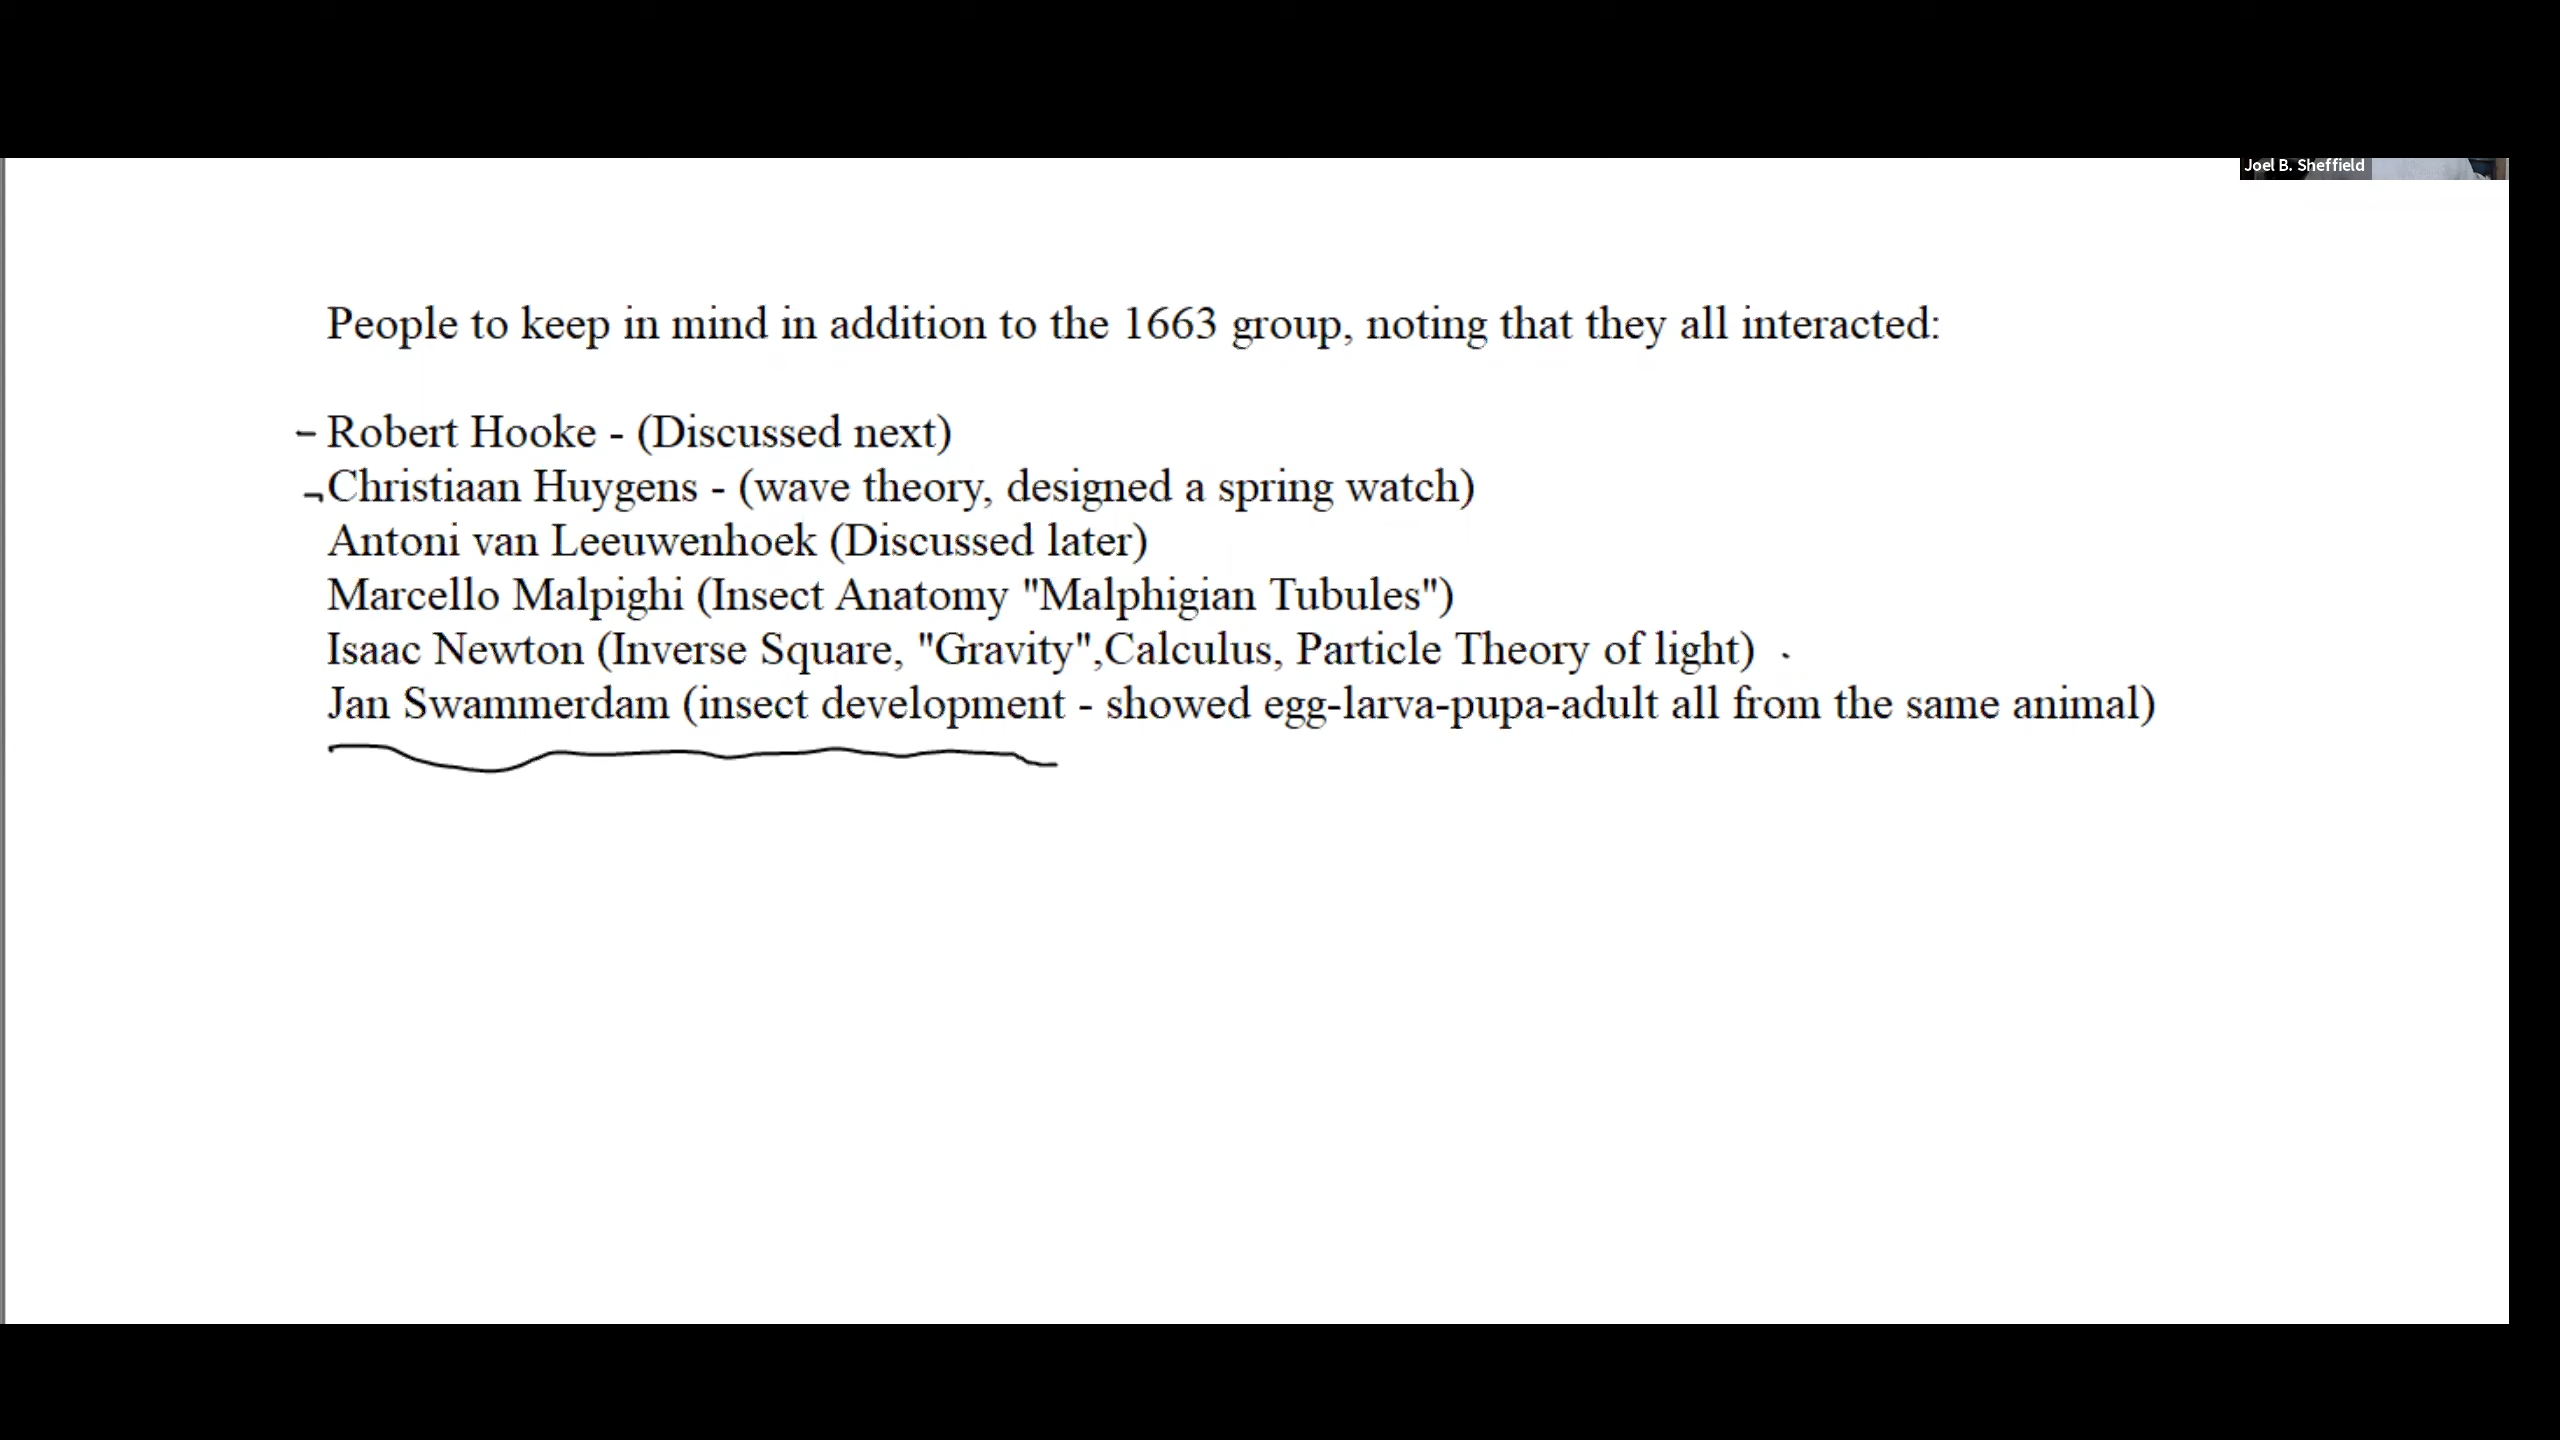 Joel B. Sheffield
People to keep in mind in addition to the 1663 group, noting that they all interacted:
- Robert Hooke - (Discussed next)
- Christiaan Huygens - (wave theory, designed a spring watch)
Antoni van Leeuwenhoek (Discussed later)
Marcello Malpighi (Insect Anatomy "Malphigian Tubules")
Isaac Newton (Inverse Square, "Gravity",Calculus, Particle Theory of light)
Jan Swammerdam (insect development - showed egg-larva-pupa-adult all from the same animal)